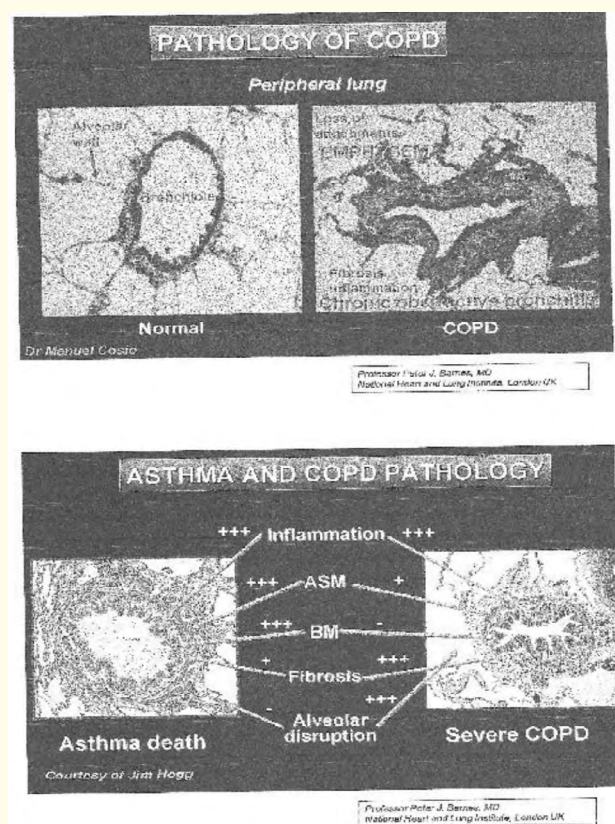 PATHOLOGY OF COPD
Peripheral lung
Alveolar
wall
Bronchiole
Loss of
attachments
Fibrosis
inflammation
Chronic obstructive bronchitis
Normal
COPD
Dr Manuel Cosio
Professor Peter J. Barnes, MD
National Heart and Lung Institute, London UK
ASTHMA AND COPD PATHOLOGY
+++ Inflammation +++
+++ ASM +
+++ BM -
+ Fibrosis +++
- Alveolar +++
disruption
Asthma death
Severe COPD
Courtesy of Jim Hogg
Professor Peter J. Barnes, MD
National Heart and Lung Institute, London UK